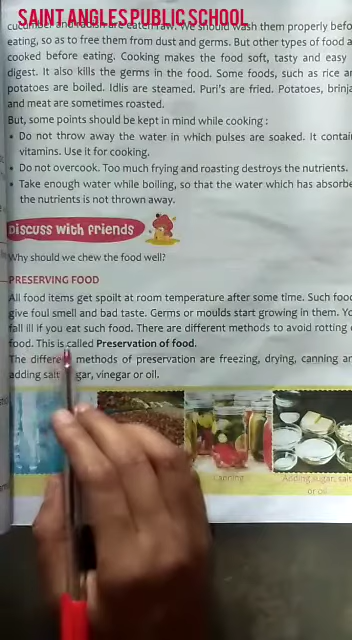 SAINT ANGLES PUBLIC SCHOOL
eaten raw. We should wash them properly befo
eating, so as to free them from dust and germs. But other types of food a
cooked before eating. Cooking makes the food soft, tasty and easy
digest. It also kills the germs in the food. Some foods, such as rice a
potatoes are boiled. Idlis are steamed. Puri's are fried. Potatoes, brinja
and meat are sometimes roasted.
But, some points should be kept in mind while cooking :
• Do not throw away the water in which pulses are soaked. It contai
vitamins. Use it for cooking.
• Do not overcook. Too much frying and roasting destroys the nutrients.
• Take enough water while boiling, so that the water which has absorbe
the nutrients is not thrown away.
Discuss with friends
Why should we chew the food well?
PRESERVING FOOD
All food items get spoilt at room temperature after some time. Such foo
give foul smell and bad taste. Germs or moulds start growing in them. Yo
fall ill if you eat such food. There are different methods to avoid rotting
food. This is called Preservation of food.
The differe methods of preservation are freezing, drying, canning a
adding salt gar, vinegar or oil.
Canning
Adding sugar, salt
or oil